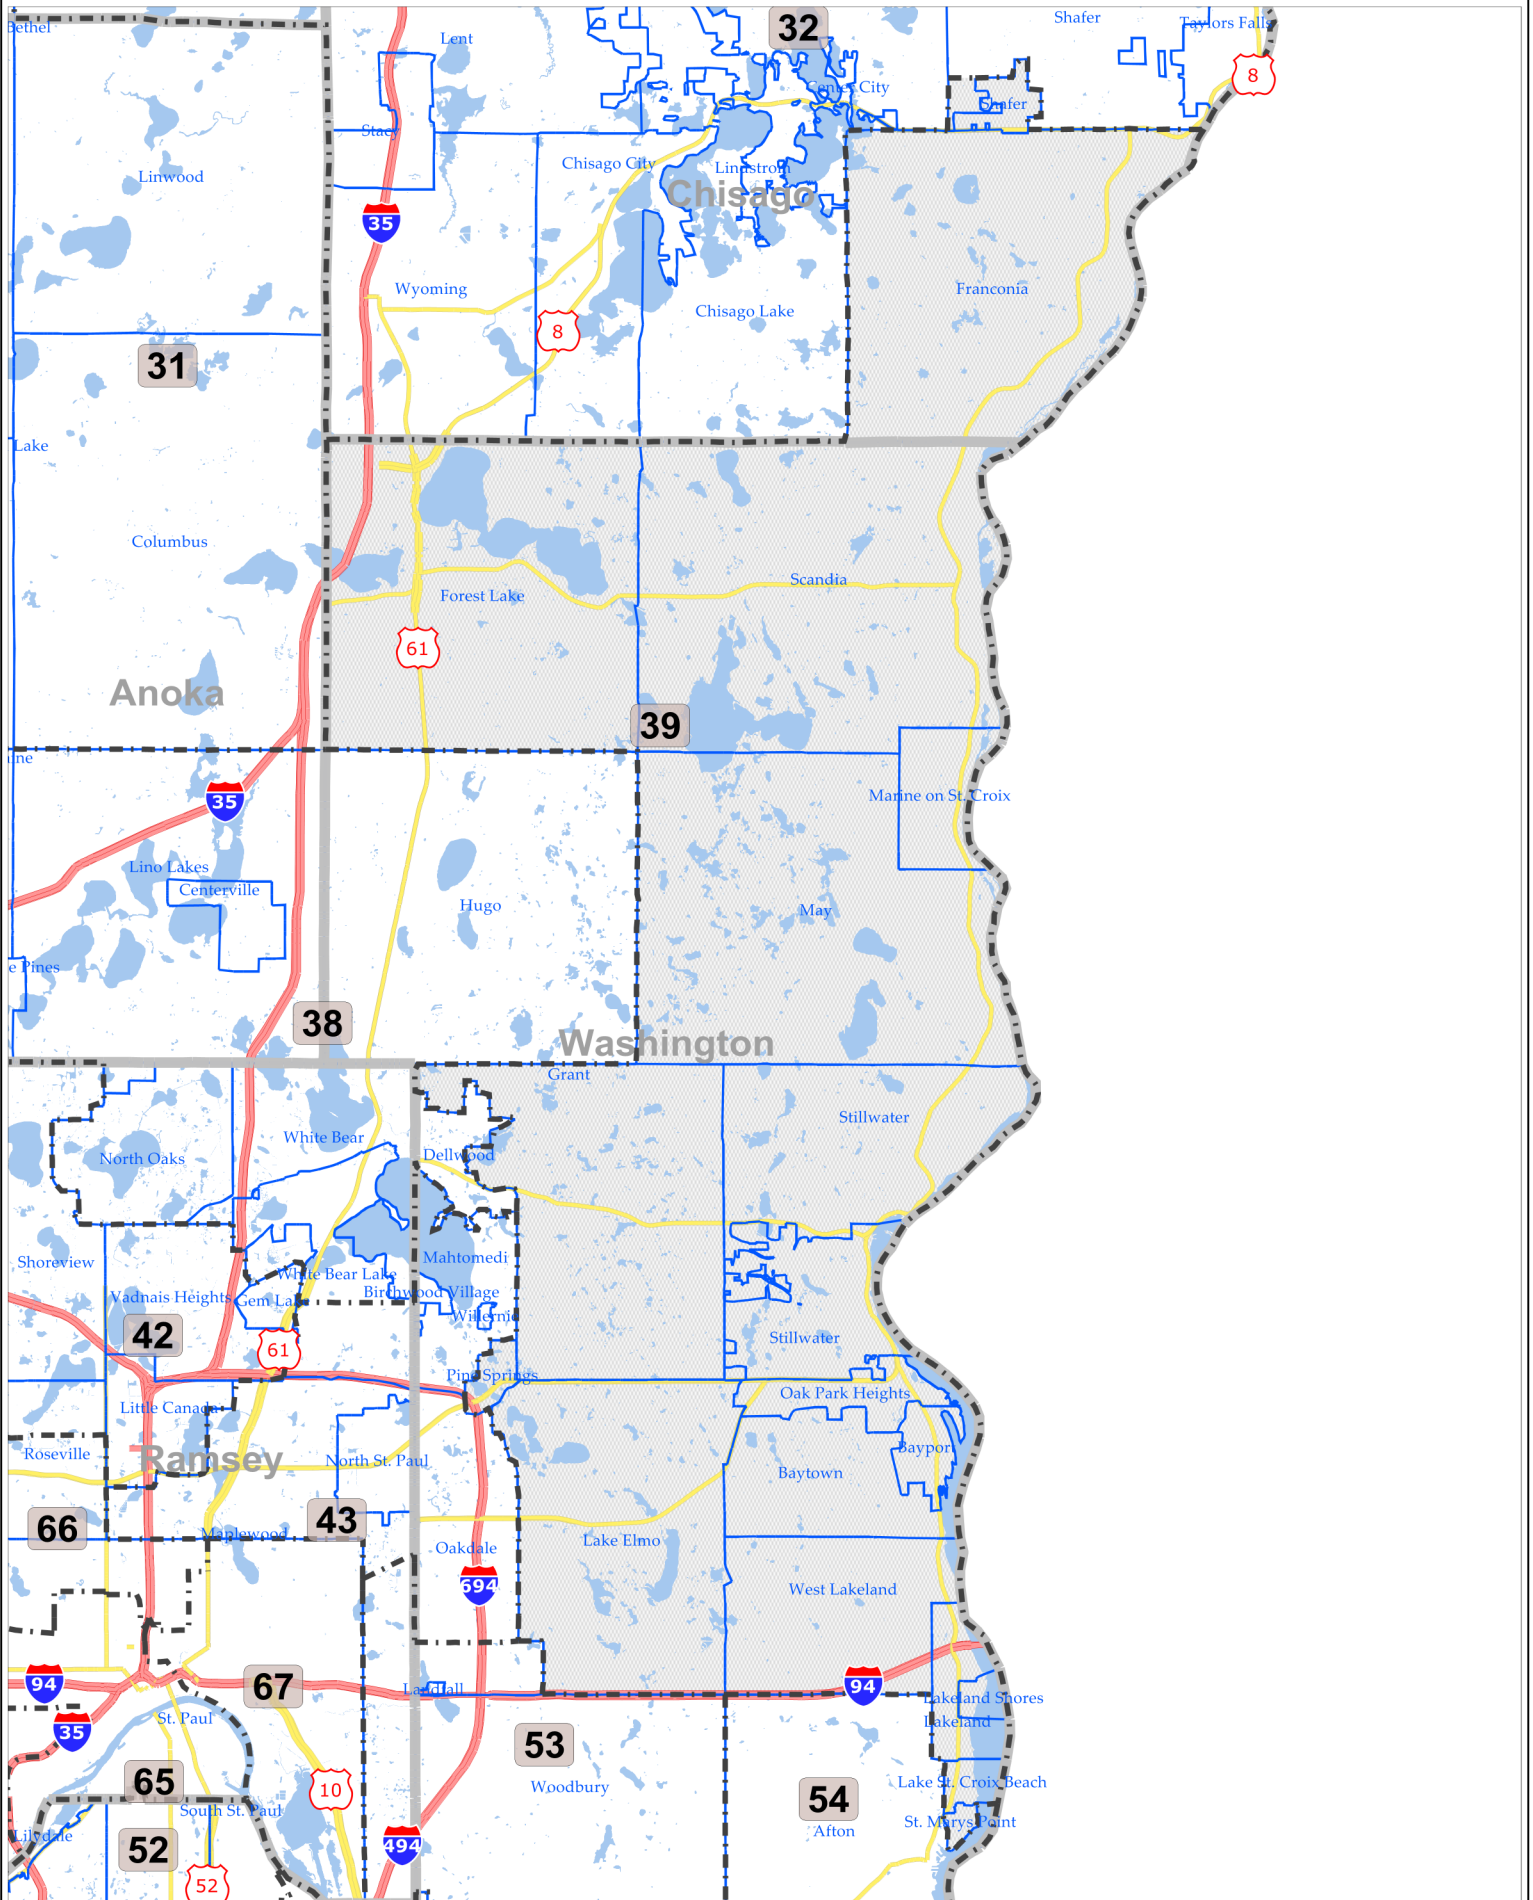 Bethel
Lent
32
Shafer
Taylors Falls
8
Center City
Shafer
Stacy
Linwood
Chisago City
Lindstrom
Chisago
35
Wyoming
Franconia
Chisago Lake
8
31
Lake
Columbus
Scandia
Forest Lake
61
Anoka
39
ine
35
Marine on St. Croix
Lino Lakes
Centerville
Hugo
May
e Pines
38
Washington
Grant
Stillwater
White Bear
North Oaks
Dellwood
Shoreview
Mahtomedi
White Bear Lake
Birchwood Village
Vadnais Heights
Gem Lake
Willernie
42
61
Stillwater
Pine Springs
Oak Park Heights
Little Canada
Roseville
Ramsey
North St. Paul
Bayport
Baytown
66
43
Maplewood
Lake Elmo
Oakdale
694
West Lakeland
94
67
Landfall
94
Lakeland Shores
35
St. Paul
Lakeland
53
65
10
Woodbury
Lake St. Croix Beach
54
South St. Paul
Afton
St. Marys Point
Lilydale
52
494
52